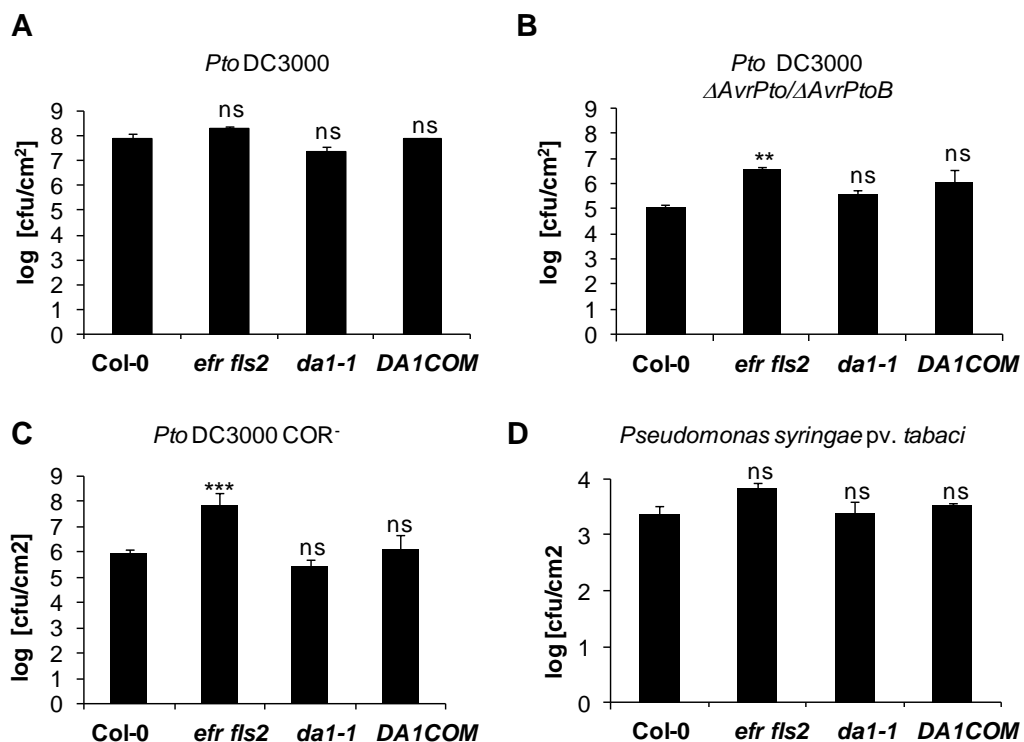 A
Pto DC3000
log [cfu/cm²]
9
8
7
6
5
4
3
2
1
0
ns
ns
ns
Col-0 efr fls2 da1-1 DA1COM
B
Pto DC3000
ΔAvrPto/ΔAvrPtoB
log [cfu/cm²]
9
8
7
6
5
4
3
2
1
0
**
ns
ns
Col-0 efr fls2 da1-1 DA1COM
C
Pto DC3000 COR⁻
log [cfu/cm2]
9
8
7
6
5
4
3
2
1
0
***
ns
ns
Col-0 efr fls2 da1-1 DA1COM
D
Pseudomonas syringae pv. tabaci
log [cfu/cm2
4
3
2
1
0
ns
ns
ns
Col-0 efr fls2 da1-1 DA1COM